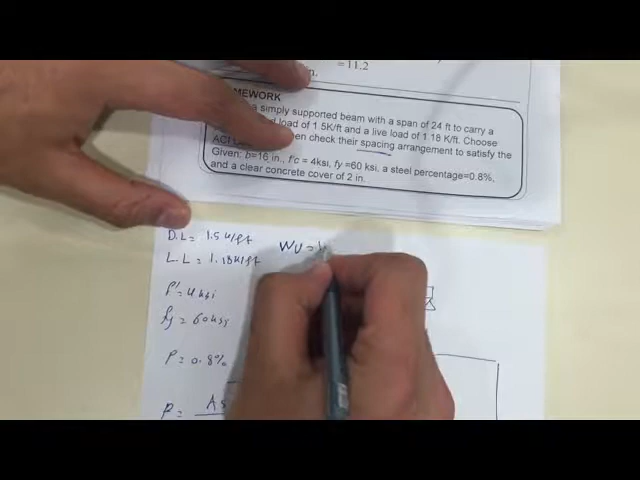 =11.2
in.
MEWORK
a simply supported beam with a span of 24 ft to carry a
load of 1.5K/ft and a live load of 1.18 K/ft. Choose
check their spacing arrangement to satisfy the
ACI
Given: b=16 in., f'c = 4ksi, fy =60 ksi, a steel percentage=0.8%,
and a clear concrete cover of 2 in.
D.L = 1.5 k/ft
WU =
L.L = 1.18 k/ft
f'= 4 ksi
fy = 60 ksi
P = 0.8%
P = As